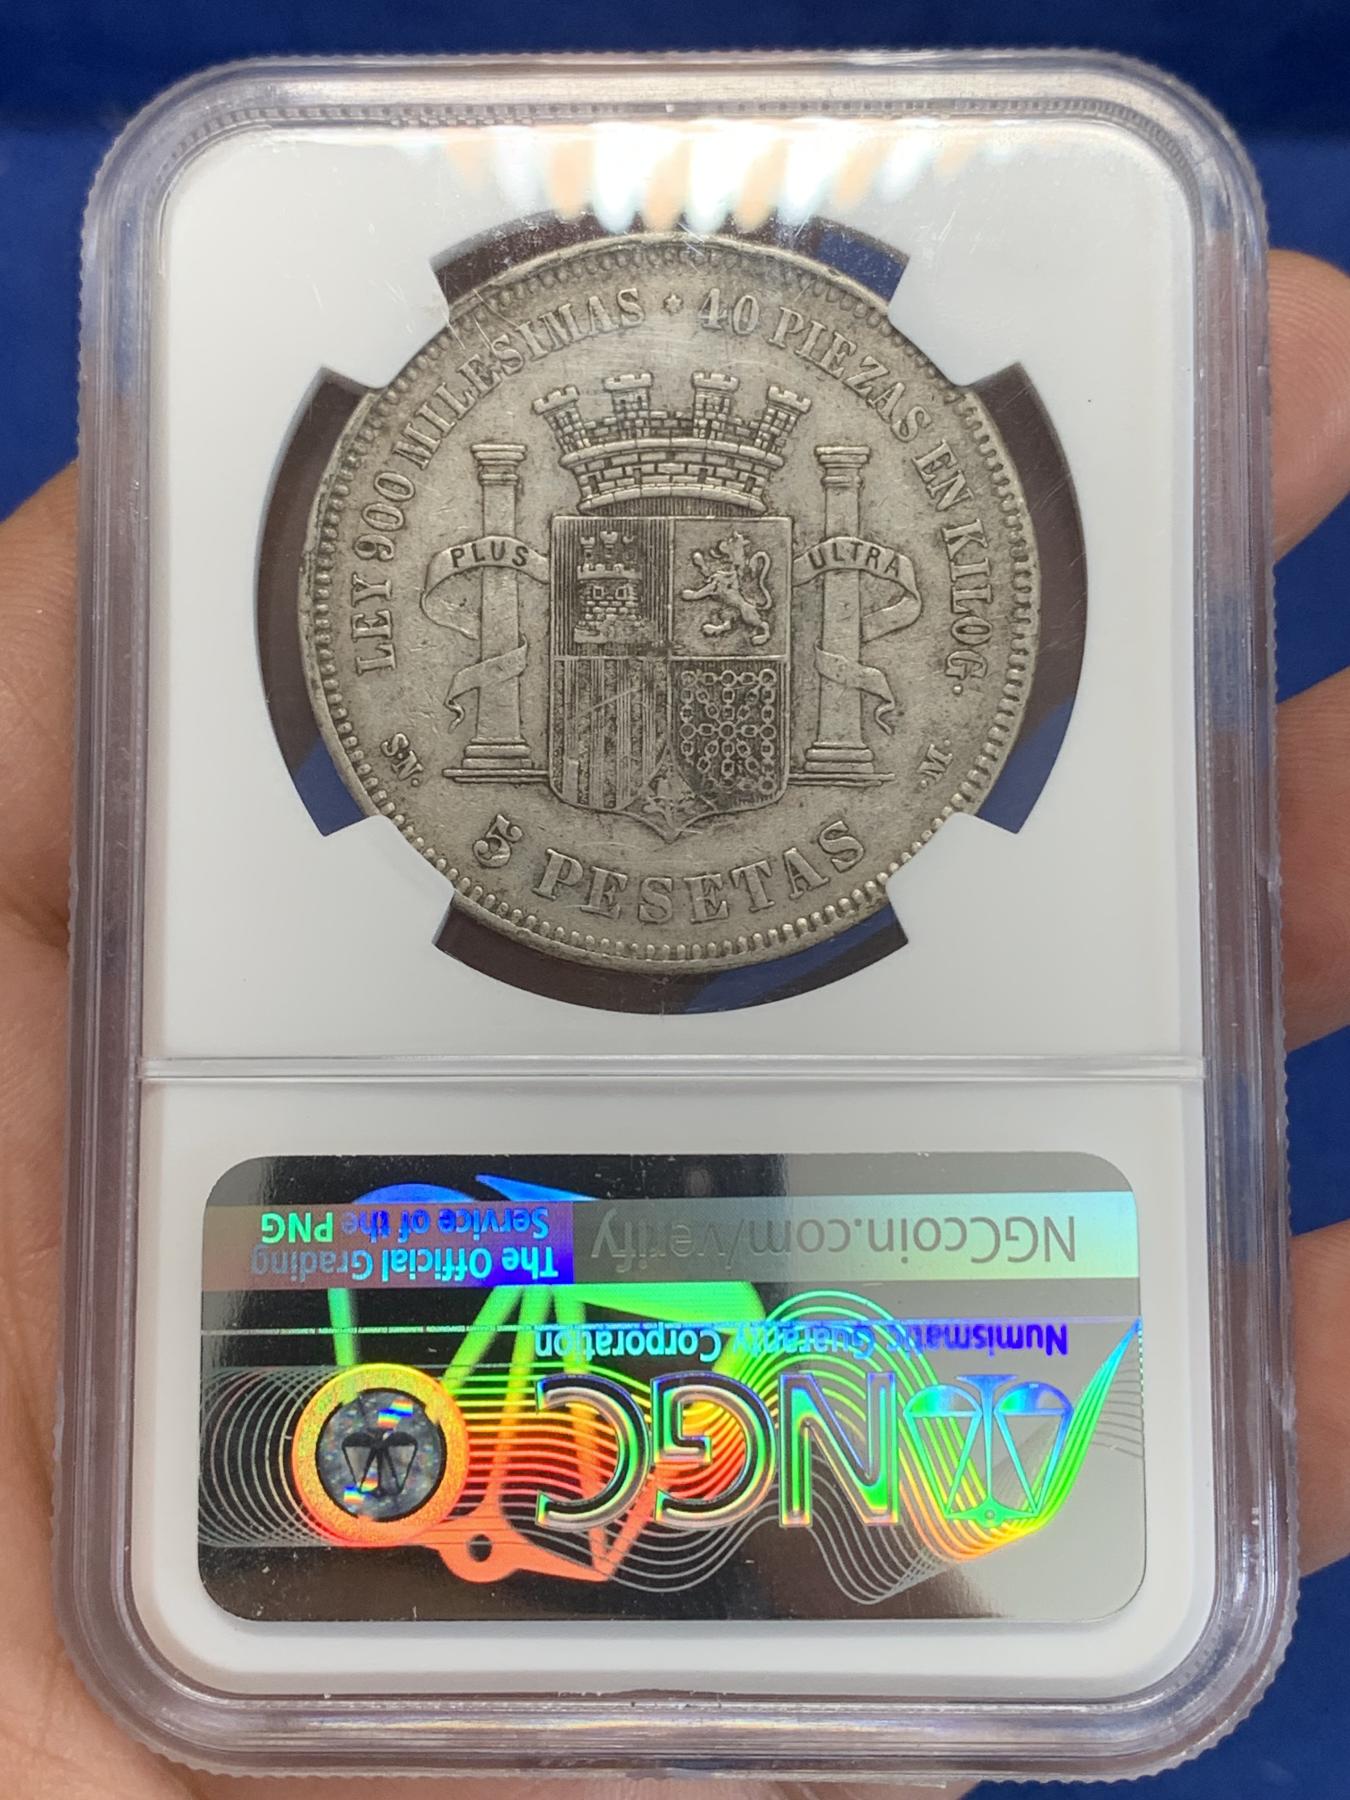 LEY 900 MILESIMAS * 40 PIEZAS EN KILOG.
PLUS
ULTRA
S·N·
·M·
5 PESETAS
NGCcoin.com/verify
The Official Grading
Service of the PNG
Numismatic Guaranty Corporation
NGC